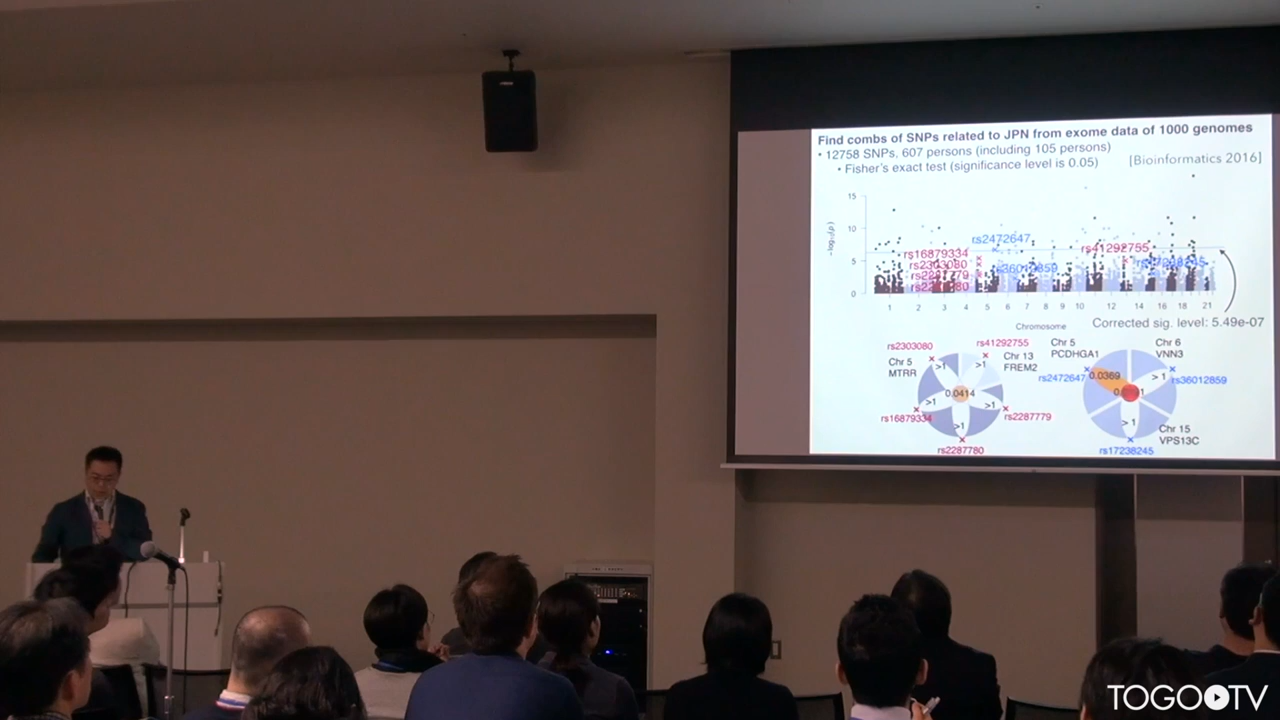 Find combs of SNPs related to JPN from exome data of 1000 genomes
• 12758 SNPs, 607 persons (including 105 persons)
• Fisher's exact test (significance level is 0.05)
[Bioinformatics 2016]
-log₁₀(p)
15
10
5
0
rs2472647
rs41292755
rs16879334
rs2303080
rs36012859
rs17238245
rs2287779
rs2287780
1 2 3 4 5 6 7 8 9 10 12 14 16 18 21
Chromosome
Corrected sig. level: 5.49e-07
rs2303080
rs41292755
Chr 5
MTRR
Chr 13
FREM2
>1
>1
0.0414
>1
>1
>1
rs16879334
rs2287779
rs2287780
Chr 5
PCDHGA1
Chr 6
VNN3
rs2472647
0.0369
> 1
rs36012859
> 1
Chr 15
VPS13C
rs17238245
TOGOTV